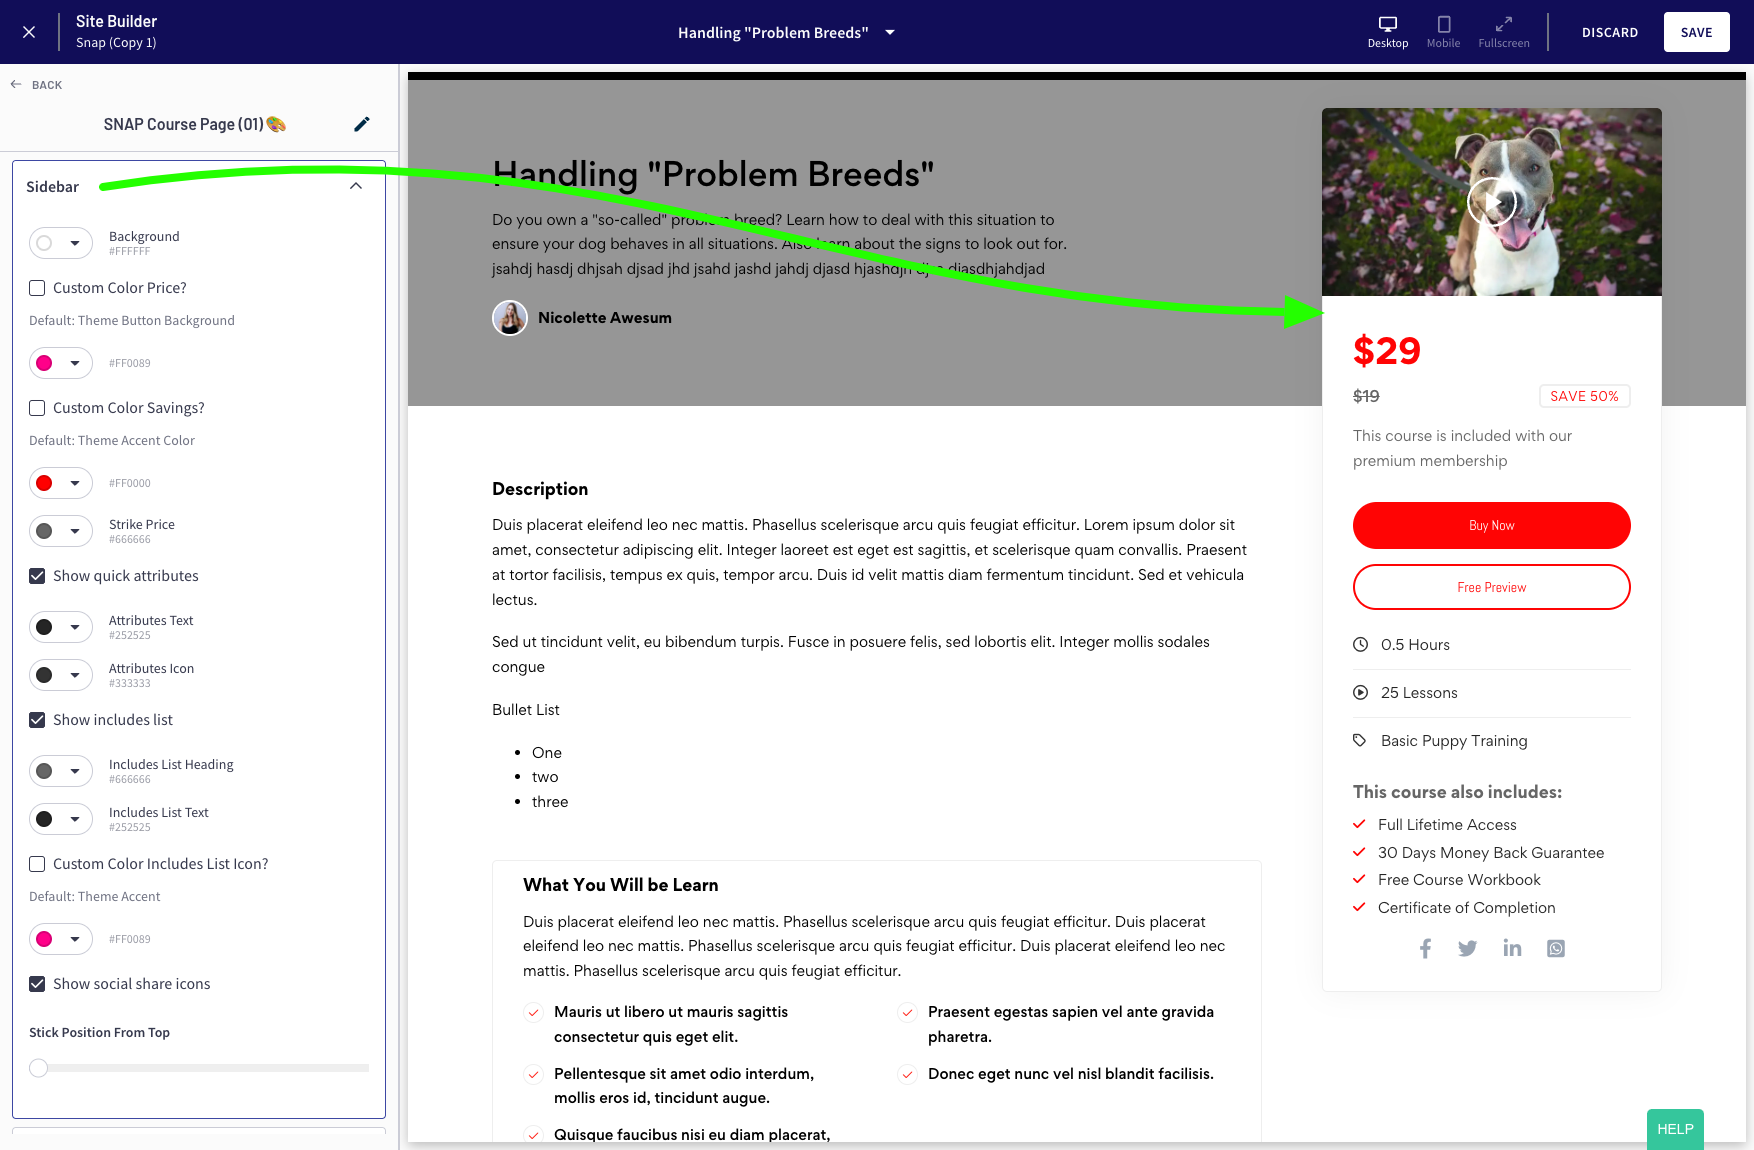 Site Builder
Snap (Copy 1)
Handling "Problem Breeds"
Desktop
Mobile
Fullscreen
DISCARD
SAVE
BACK
SNAP Course Page (01)
Sidebar
Background
#FFFFFF
Custom Color Price?
Default: Theme Button Background
#FF0089
Custom Color Savings?
Default: Theme Accent Color
#FF0000
Strike Price
#666666
Show quick attributes
Attributes Text
#252525
Attributes Icon
#333333
Show includes list
Includes List Heading
#666666
Includes List Text
#252525
Custom Color Includes List Icon?
Default: Theme Accent
#FF0089
Show social share icons
Stick Position From Top
Handling "Problem Breeds"
Do you own a "so-called" problem breed? Learn how to deal with this situation to
ensure your dog behaves in all situations. Also learn about the signs to look out for.
jsahdj hasdj dhjsah djsad jhd jsahd jashd jahdj djasd djasdhjahdjad
Nicolette Awesum
Description
Duis placerat eleifend leo nec mattis. Phasellus scelerisque arcu quis feugiat efficitur. Lorem ipsum dolor sit
amet, consectetur adipiscing elit. Integer laoreet est eget est sagittis, et scelerisque quam convallis. Praesent
at tortor facilisis, tempus ex quis, tempor arcu. Duis id velit mattis diam fermentum tincidunt. Sed et vehicula
lectus.
Sed ut tincidunt velit, eu bibendum turpis. Fusce in posuere felis, sed lobortis elit. Integer mollis sodales
congue
Bullet List
One
two
three
What You Will be Learn
Duis placerat eleifend leo nec mattis. Phasellus scelerisque arcu quis feugiat efficitur. Duis placerat
eleifend leo nec mattis. Phasellus scelerisque arcu quis feugiat efficitur. Duis placerat eleifend leo nec
mattis. Phasellus scelerisque arcu quis feugiat efficitur.
Mauris ut libero ut mauris sagittis
consectetur quis eget elit.
Pellentesque sit amet odio interdum,
mollis eros id, tincidunt augue.
Quisque faucibus nisi eu diam placerat,
Praesent egestas sapien vel ante gravida
pharetra.
Donec eget nunc vel nisl blandit facilisis.
$29
$19
SAVE 50%
This course is included with our
premium membership
Buy Now
Free Preview
0.5 Hours
25 Lessons
Basic Puppy Training
This course also includes:
Full Lifetime Access
30 Days Money Back Guarantee
Free Course Workbook
Certificate of Completion
HELP